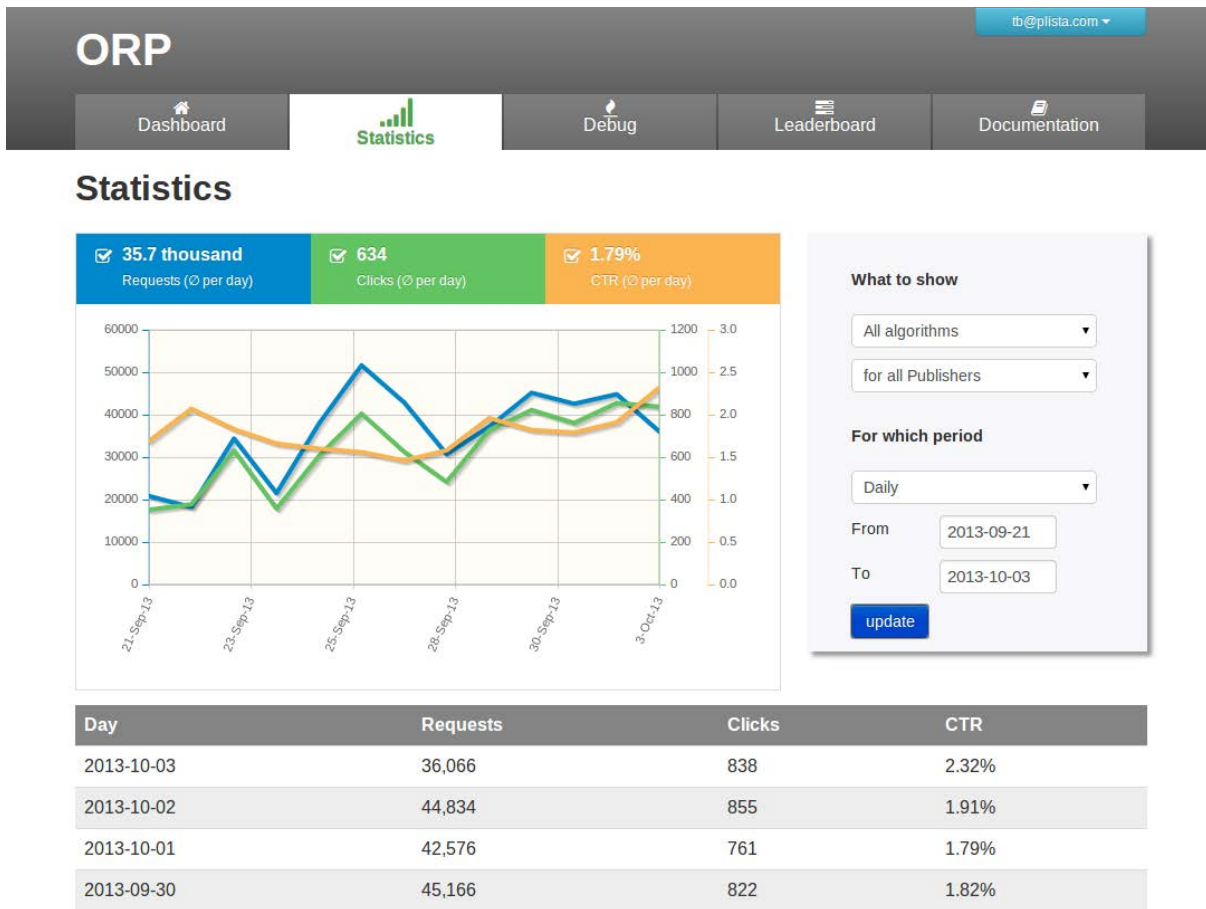 tb@plista.com
ORP
Dashboard
Statistics
Debug
Leaderboard
Documentation
Statistics
35.7 thousand
Requests (∅ per day)
634
Clicks (∅ per day)
1.79%
CTR (∅ per day)
60000
50000
40000
30000
20000
10000
0
1200
1000
800
600
400
200
0
3.0
2.5
2.0
1.5
1.0
0.5
0.0
21-Sep-13
23-Sep-13
25-Sep-13
28-Sep-13
30-Sep-13
3-Oct-13
What to show
All algorithms
for all Publishers
For which period
Daily
From 2013-09-21
To 2013-10-03
update
Day Requests Clicks CTR
2013-10-03 36,066 838 2.32%
2013-10-02 44,834 855 1.91%
2013-10-01 42,576 761 1.79%
2013-09-30 45,166 822 1.82%